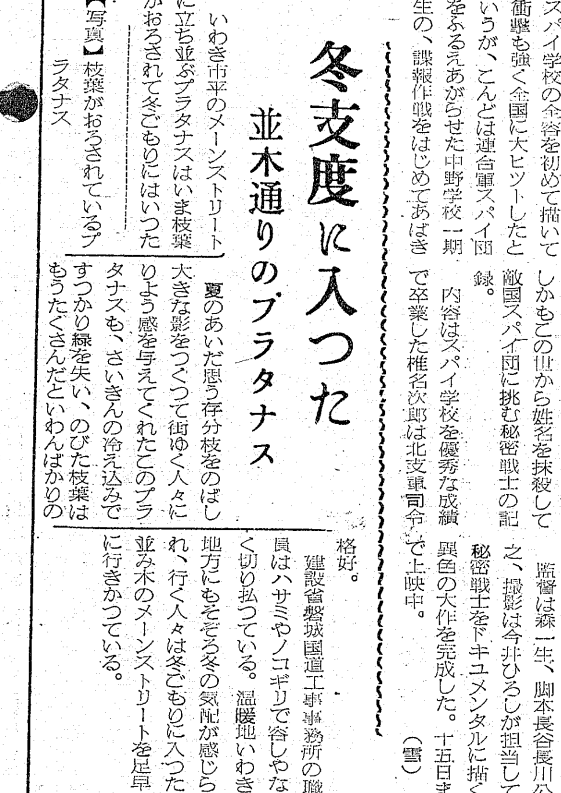 スパイ学校の全容を初めて描いて
衝撃も強く全国に大ヒツトしたと
いうが、こんどは連合軍スパイ団
をふるえあがらせた中野学校一期
生の、諜報作戦をはじめてあばき
しかもこの世から姓名を抹殺して
敵国スパイ団に挑む秘密戦士の記
録。
内容はスパイ学校を優秀な成績
で卒業した椎名次郎は北支軍司令
監督は森一生、脚本長谷長川公
之、撮影は今井ひろしが担当して
秘密戦士をドキユメンタルに描く
異色の大作を完成した。十五日ま
で上映中。
(雪)
冬支度に入つた
並木通りのプラタナス
いわき市平のメーンストリート
に立ち並ぶプラタナスはいま枝葉
がおろされて冬ごもりにはいつた
【写真】枝葉がおろされているプ
ラタナス
夏のあいだ思う存分枝をのばし
大きな影をつくつて街ゆく人々に
りよう感を与えてくれたこのプラ
タナスも、さいきんの冷え込みで
すつかり緑を失い、のびた枝葉は
もうたくさんだといわんばかりの
格好。
建設省磐城国道工事事務所の職
員はハサミやノコギリで容しやな
く切り払つている。温暖地いわき
地方にもそぞろ冬の気配が感じら
れ、行く人々は冬ごもりに入つた
並み木のメーンストリートを足早
に行きかつている。